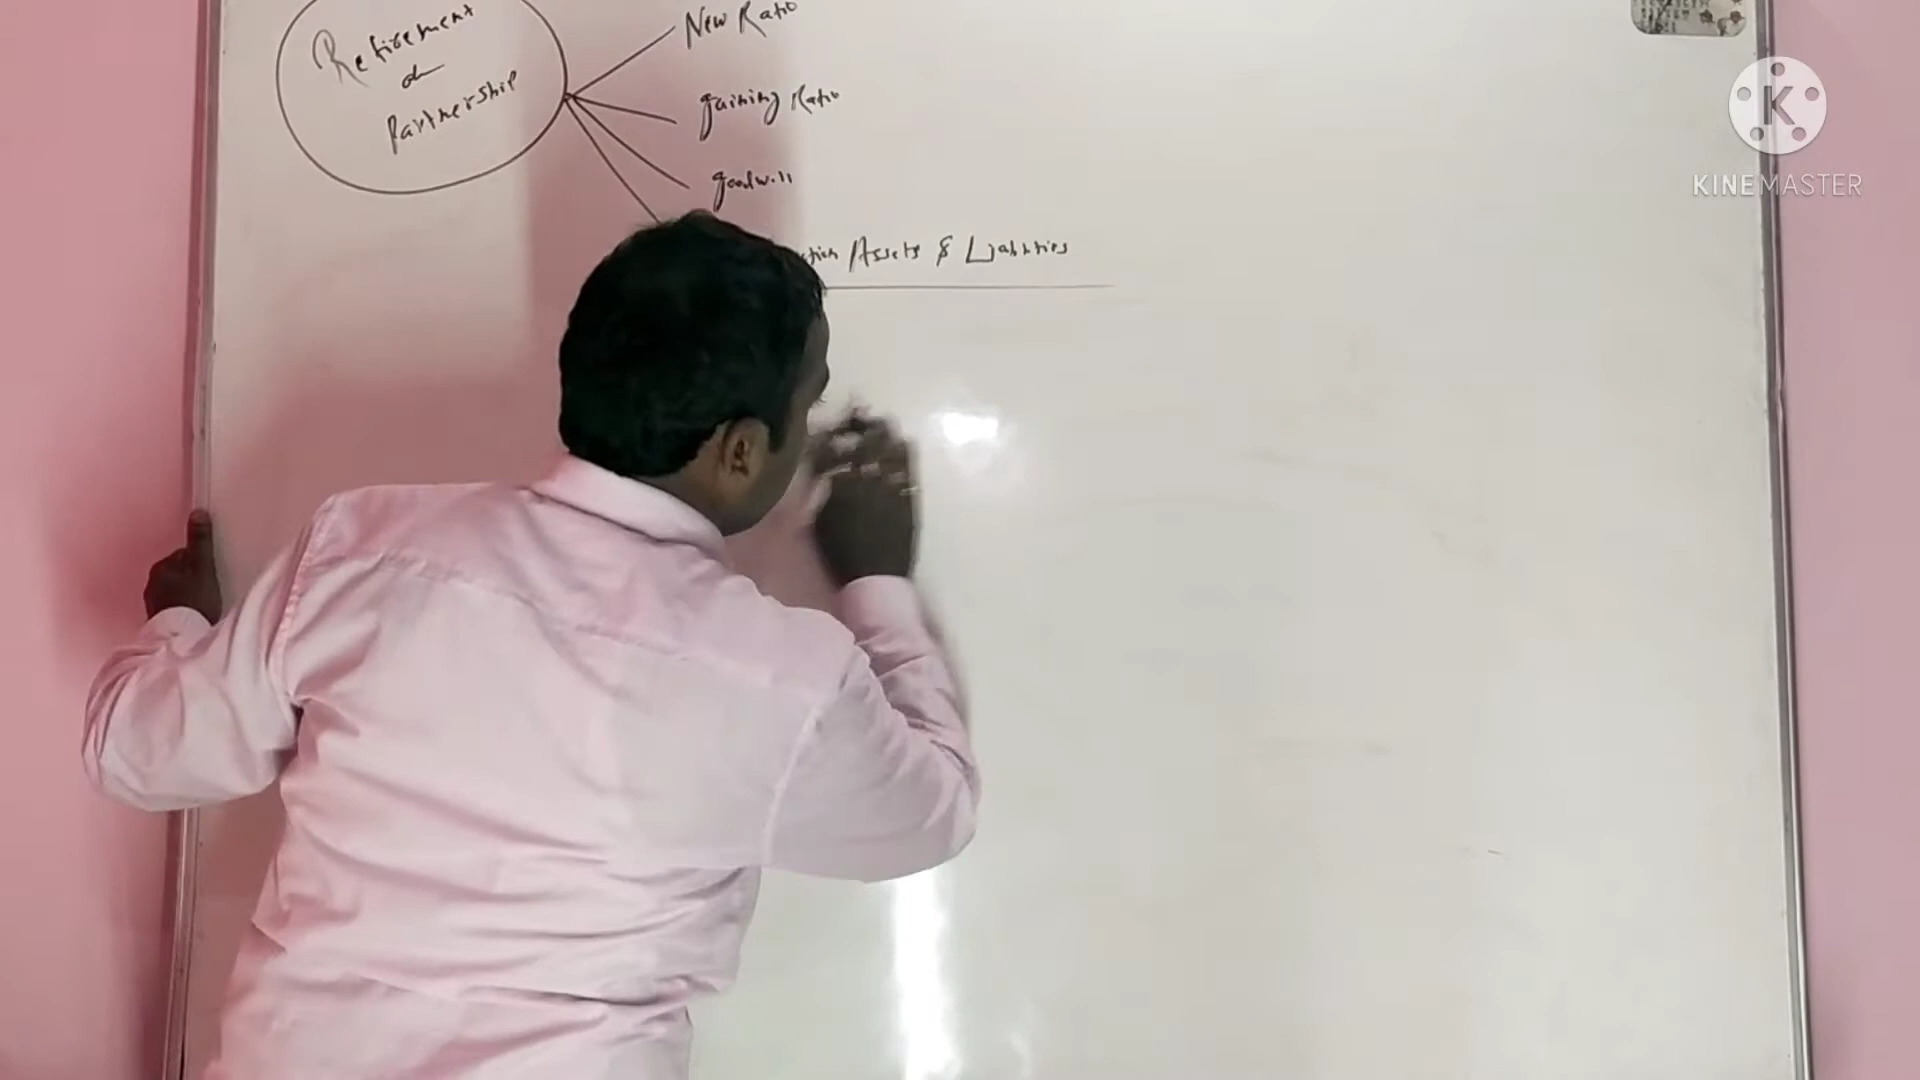 Retirement
of
Partnership
New Ratio
gaining Ratio
goodwill
Assets & Liabilities
KINEMASTER